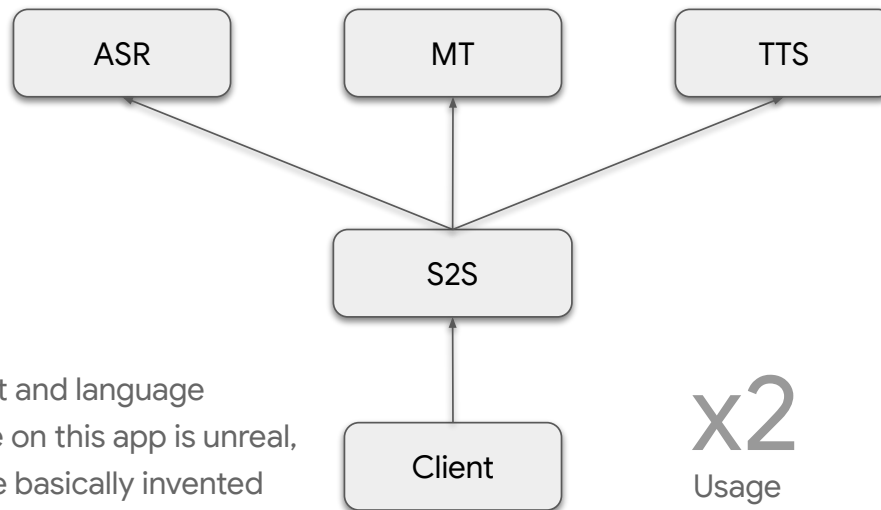 ASR
MT
TTS
S2S
t and language
e on this app is unreal,
e basically invented
Client
x2
Usage